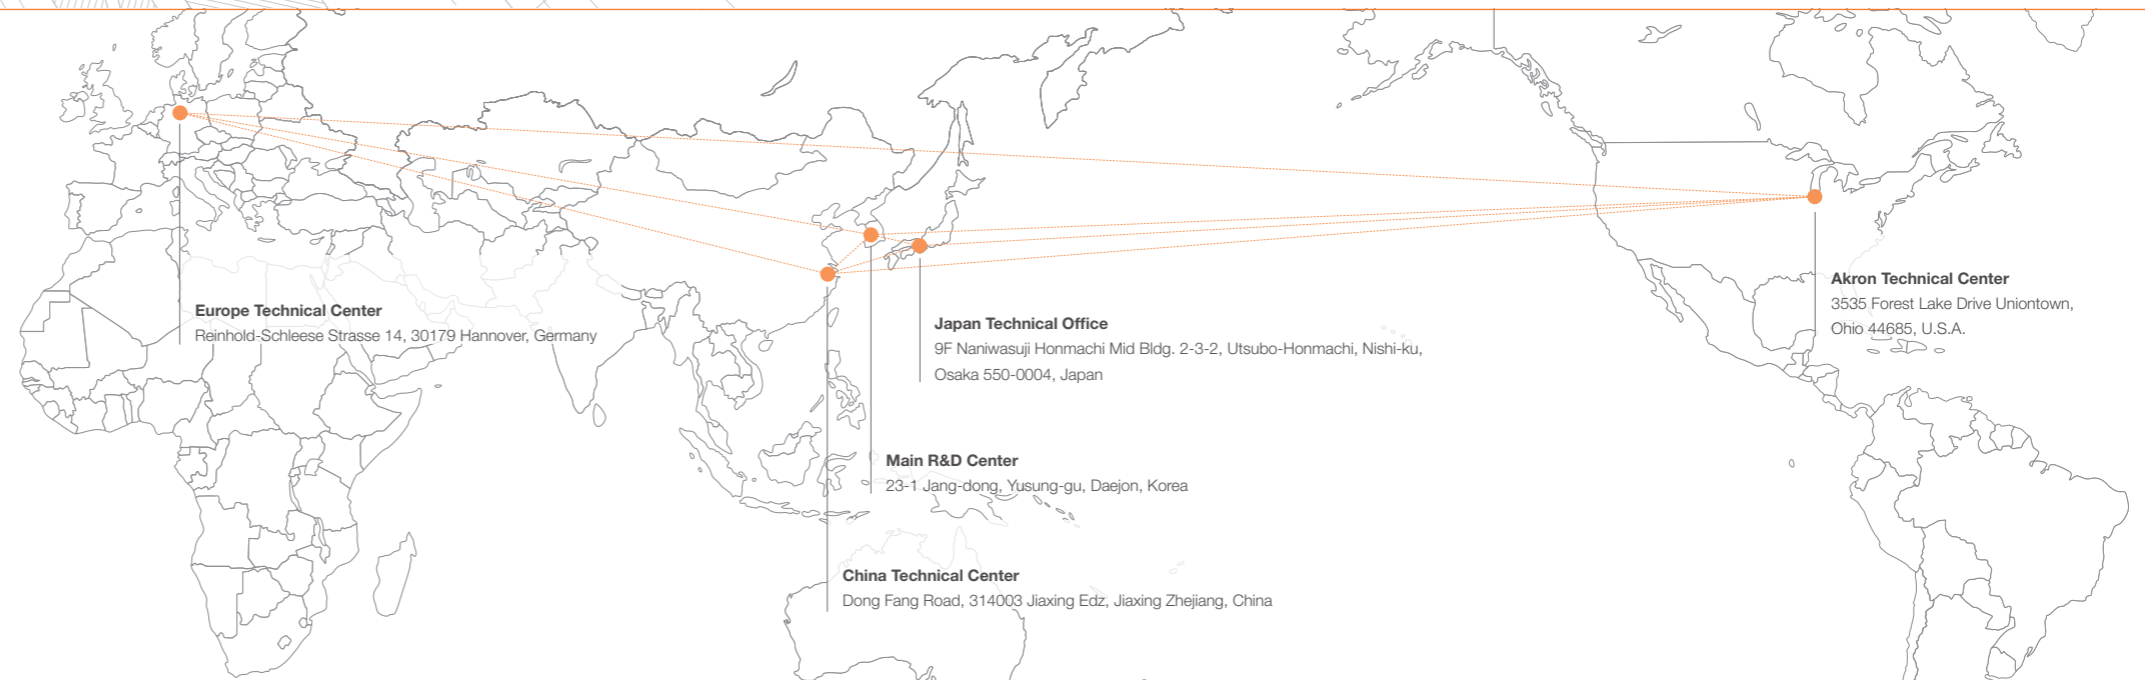 Europe Technical Center
Reinhold-Schleese Strasse 14, 30179 Hannover, Germany
Japan Technical Office
9F Naniwasuji Honmachi Mid Bldg. 2-3-2, Utsubo-Honmachi, Nishi-ku,
Osaka 550-0004, Japan
Akron Technical Center
3535 Forest Lake Drive Uniontown,
Ohio 44685, U.S.A.
Main R&D Center
23-1 Jang-dong, Yusung-gu, Daejon, Korea
China Technical Center
Dong Fang Road, 314003 Jiaxing Edz, Jiaxing Zhejiang, China